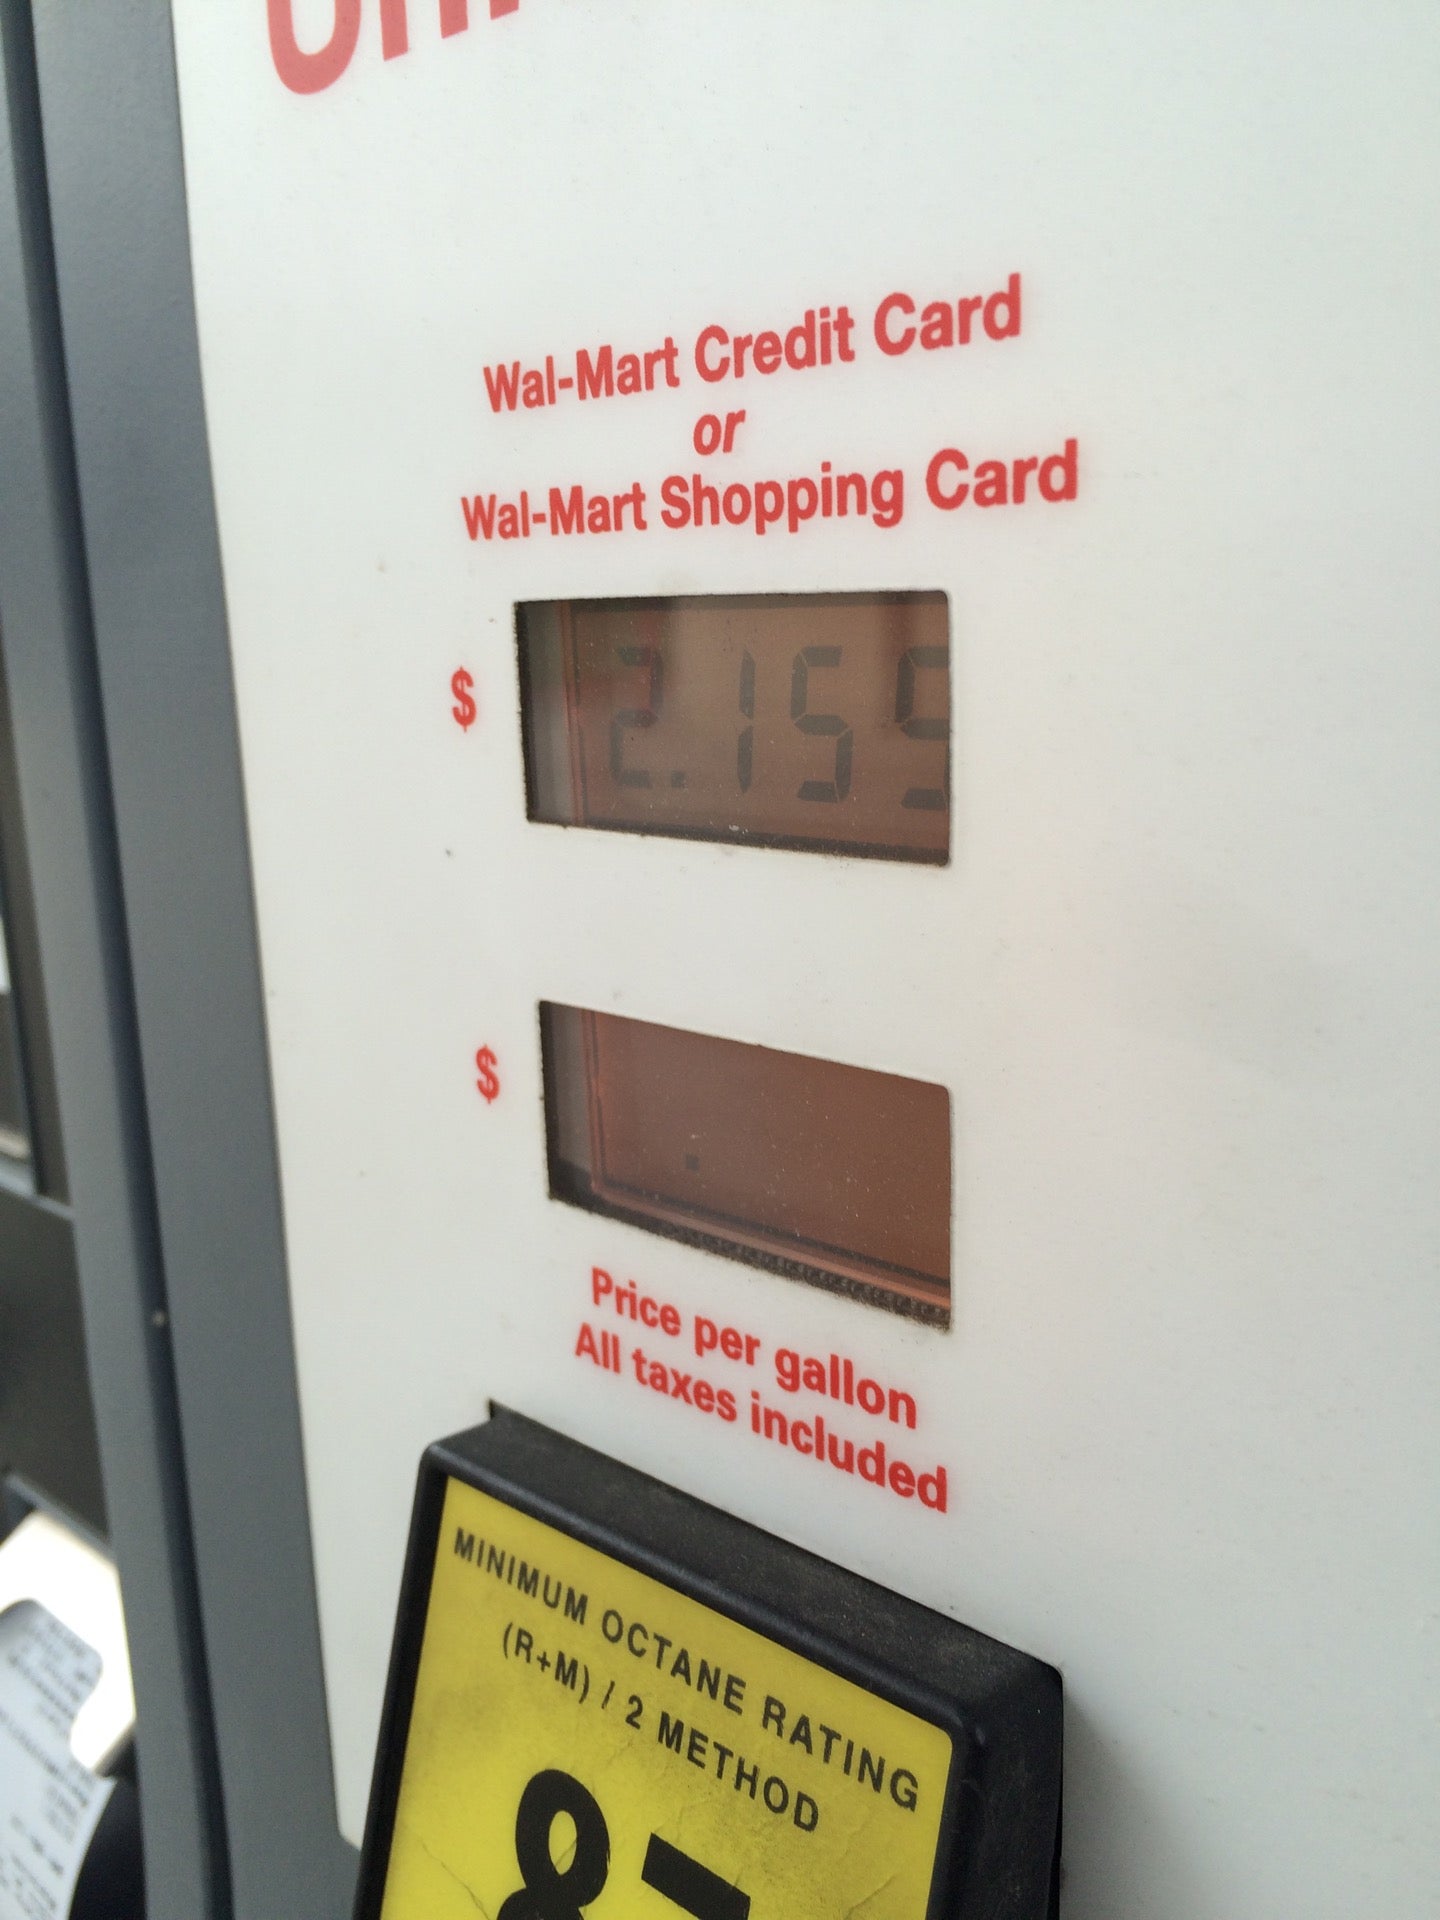 Wal-Mart Credit Card
or
Wal-Mart Shopping Card
$ 2.159
$ .
Price per gallon
All taxes included
MINIMUM OCTANE RATING
(R+M) / 2 METHOD
87